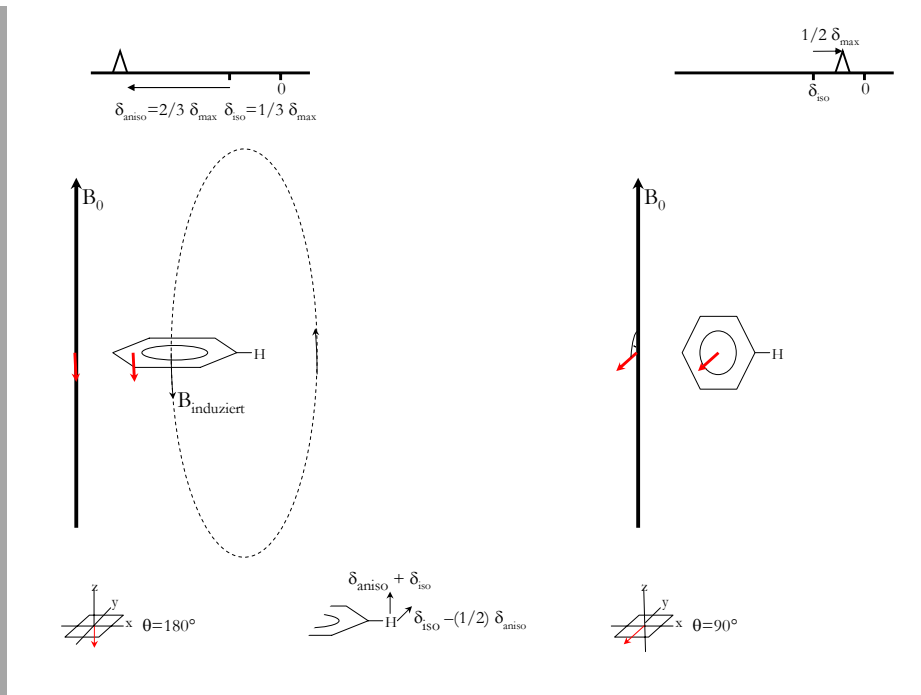 1/2 δmax
0
δaniso=2/3 δmax δiso=1/3 δmax
δiso
0
B0
B0
H
H
Binduziert
δaniso + δiso
z
y
x θ=180°
H
δiso –(1/2) δaniso
z
y
x θ=90°